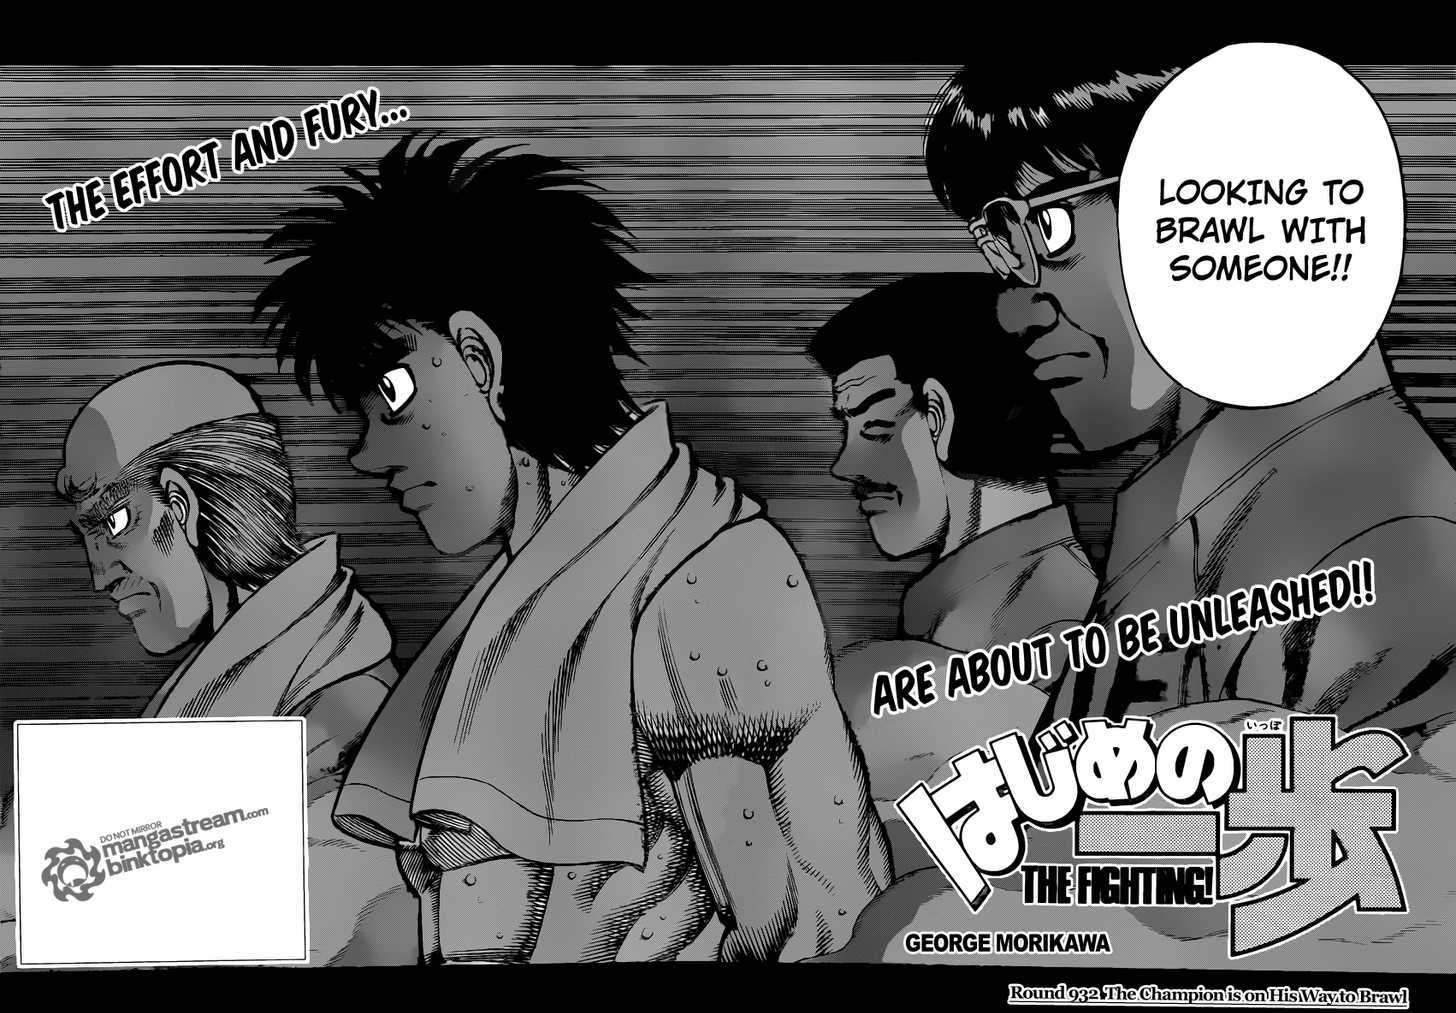 THE EFFORT AND FURY...
LOOKING TO
BRAWL WITH
SOMEONE!!
ARE ABOUT TO BE UNLEASHED!!
いっぽ
はじめの一歩
THE FIGHTING!
GEORGE MORIKAWA
DO NOT MIRROR
mangastream.com
binktopia.org
Round 932 The Champion is on His Way to Brawl